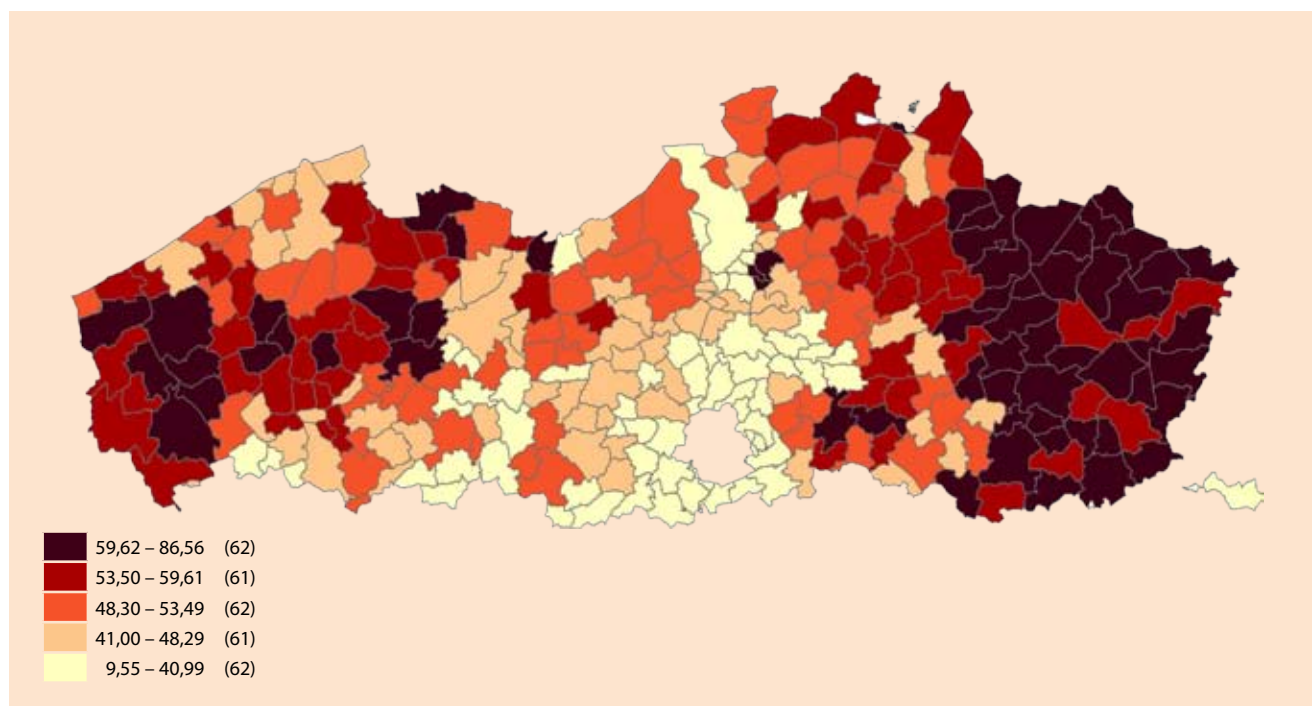 59,62 – 86,56 (62)
53,50 – 59,61 (61)
48,30 – 53,49 (62)
41,00 – 48,29 (61)
9,55 – 40,99 (62)